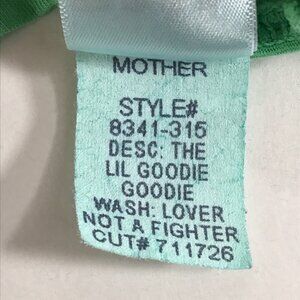 MOTHER
STYLE#
8341-315
DESC: THE
LIL GOODIE
GOODIE
WASH: LOVER
NOT A FIGHTER
CUT# 711726